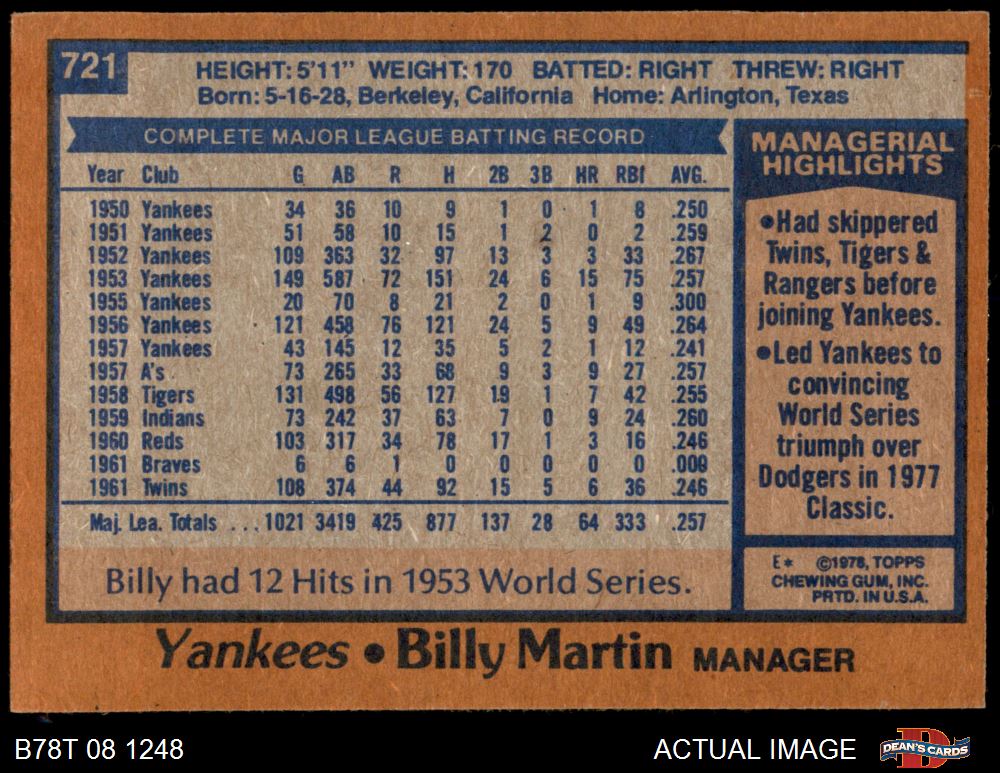 721
HEIGHT: 5'11" WEIGHT: 170 BATTED: RIGHT THREW: RIGHT
Born: 5-16-28, Berkeley, California Home: Arlington, Texas
COMPLETE MAJOR LEAGUE BATTING RECORD
Year Club G AB R H 2B 3B HR RBI AVG.
1950 Yankees 34 36 10 9 1 0 1 8 .250
1951 Yankees 51 58 10 15 1 2 0 2 .259
1952 Yankees 109 363 32 97 13 3 3 33 .267
1953 Yankees 149 587 72 151 24 6 15 75 .257
1955 Yankees 20 70 8 21 2 0 1 9 .300
1956 Yankees 121 458 76 121 24 5 9 49 .264
1957 Yankees 43 145 12 35 5 2 1 12 .241
1957 A's 73 265 33 68 9 3 9 27 .257
1958 Tigers 131 498 56 127 19 1 7 42 .255
1959 Indians 73 242 37 63 7 0 9 24 .260
1960 Reds 103 317 34 78 17 1 3 16 .246
1961 Braves 6 6 1 0 0 0 0 0 .000
1961 Twins 108 374 44 92 15 5 6 36 .246
Maj. Lea. Totals ... 1021 3419 425 877 137 28 64 333 .257
Billy had 12 Hits in 1953 World Series.
MANAGERIAL
HIGHLIGHTS
•Had skippered
Twins, Tigers &
Rangers before
joining Yankees.
•Led Yankees to
convincing
World Series
triumph over
Dodgers in 1977
Classic.
E* ©1978, TOPPS
CHEWING GUM, INC.
PRTD. IN U.S.A.
Yankees • Billy Martin MANAGER
B78T 08 1248
ACTUAL IMAGE
DEAN'S CARDS